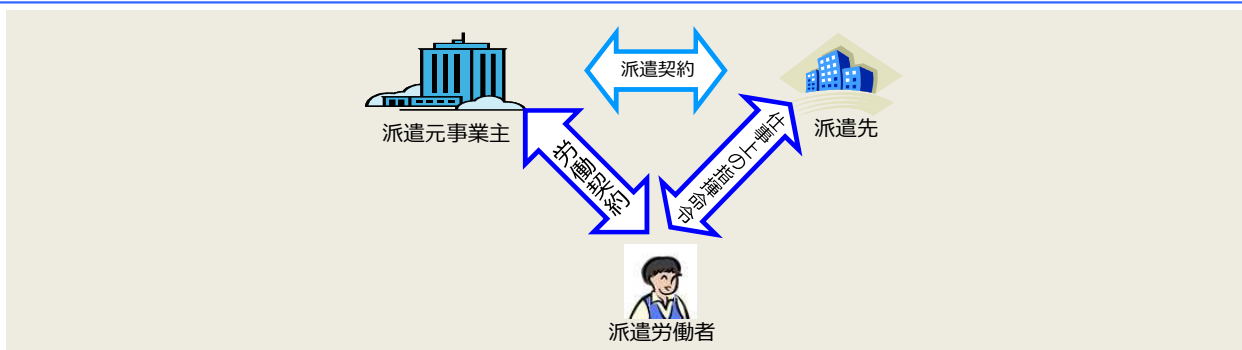 派遣契約
派遣元事業主
派遣先
労働契約
仕事上の指揮命令
派遣労働者